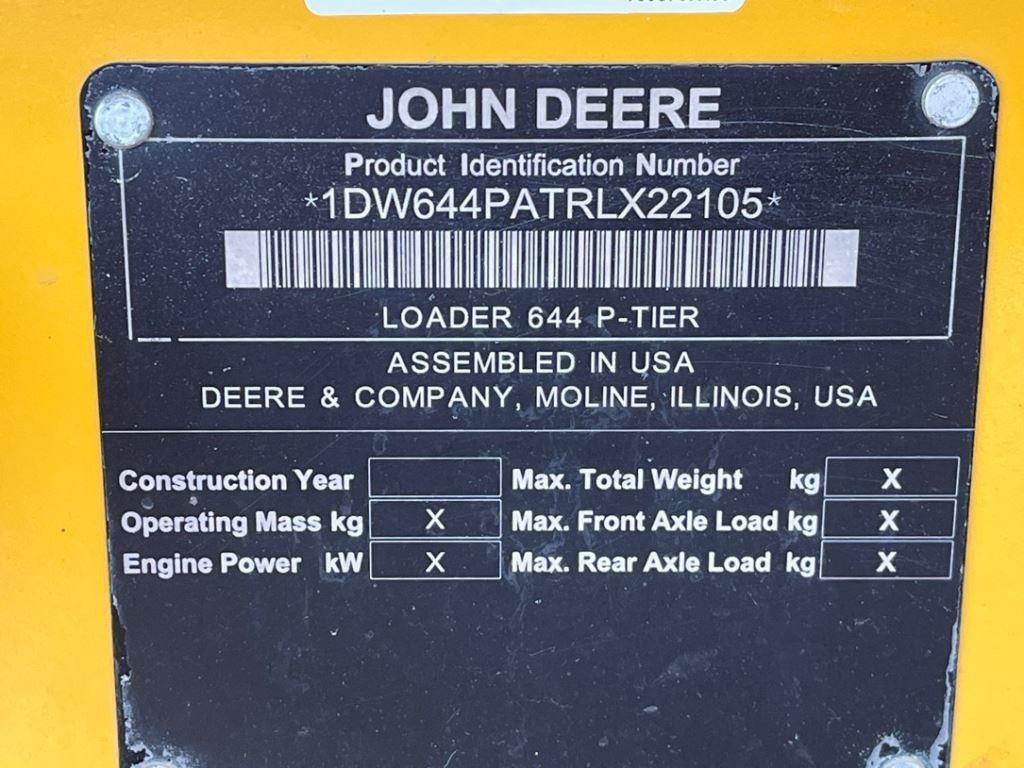 JOHN DEERE
Product Identification Number
*1DW644PATRLX22105*
LOADER 644 P-TIER
ASSEMBLED IN USA
DEERE & COMPANY, MOLINE, ILLINOIS, USA
Construction Year Max. Total Weight kg X
Operating Mass kg X Max. Front Axle Load kg X
Engine Power kW X Max. Rear Axle Load kg X